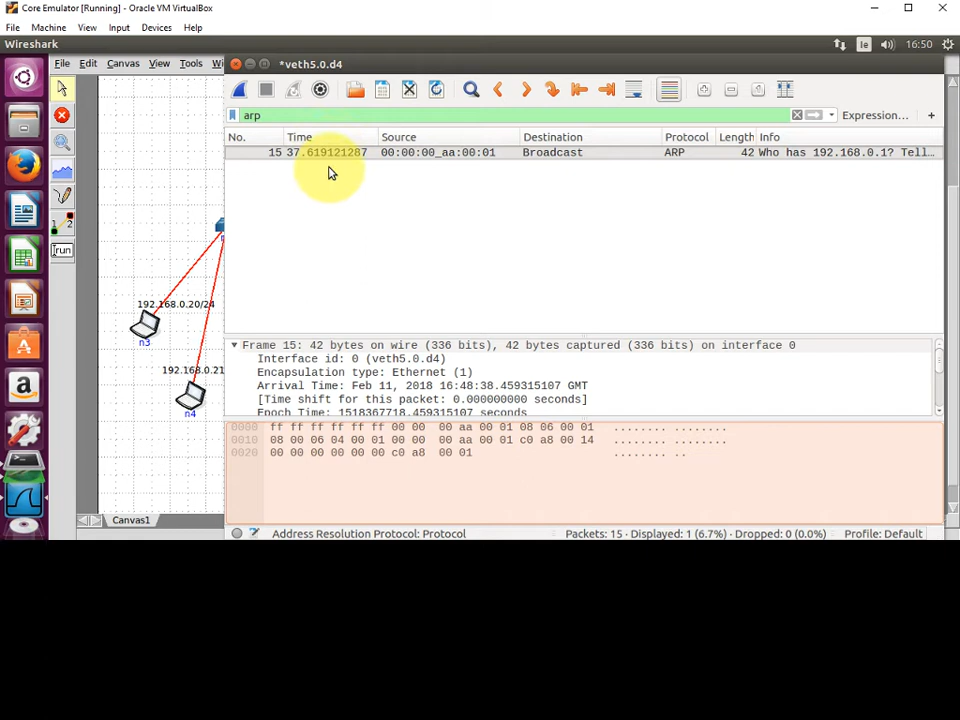 Core Emulator [Running] - Oracle VM VirtualBox
File Machine View Input Devices Help
Wireshark
Ie 16:50
File Edit Canvas View Tools
*veth5.0.d4
arp
Expression… +
No. Time Source Destination Protocol Length Info
15 37.619121287 00:00:00_aa:00:01 Broadcast ARP 42 Who has 192.168.0.1? Tell…
run
192.168.0.20/24
n3
192.168.0.21
n4
Frame 15: 42 bytes on wire (336 bits), 42 bytes captured (336 bits) on interface 0
Interface id: 0 (veth5.0.d4)
Encapsulation type: Ethernet (1)
Arrival Time: Feb 11, 2018 16:48:38.459315107 GMT
[Time shift for this packet: 0.000000000 seconds]
Epoch Time: 1518367718.459315107 seconds
0000 ff ff ff ff ff ff 00 00 00 aa 00 01 08 06 00 01 ........ ........
0010 08 00 06 04 00 01 00 00 00 aa 00 01 c0 a8 00 14 ........ ........
0020 00 00 00 00 00 00 c0 a8 00 01 ........ ..
Canvas1
Address Resolution Protocol: Protocol Packets: 15 · Displayed: 1 (6.7%) · Dropped: 0 (0.0%) Profile: Default